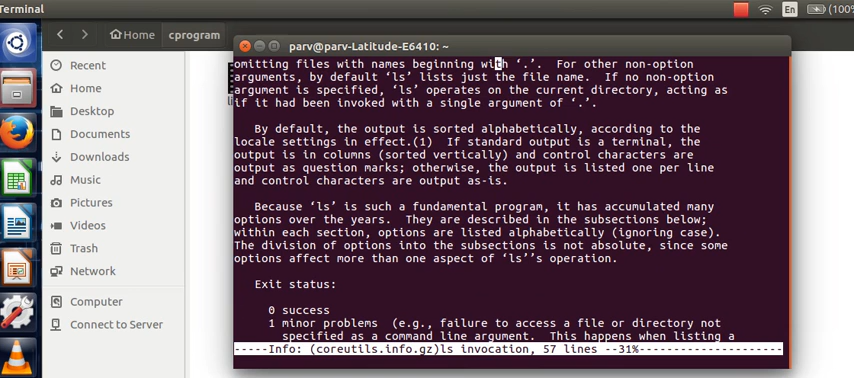 Terminal
En
(100%
Home
cprogram
Recent
Home
Desktop
Documents
Downloads
Music
Pictures
Videos
Trash
Network
Computer
Connect to Server
parv@parv-Latitude-E6410: ~
omitting files with names beginning with ‘.’.  For other non-option
arguments, by default ‘ls’ lists just the file name.  If no non-option
argument is specified, ‘ls’ operates on the current directory, acting as
if it had been invoked with a single argument of ‘.’.
By default, the output is sorted alphabetically, according to the
locale settings in effect.(1)  If standard output is a terminal, the
output is in columns (sorted vertically) and control characters are
output as question marks; otherwise, the output is listed one per line
and control characters are output as-is.
Because ‘ls’ is such a fundamental program, it has accumulated many
options over the years.  They are described in the subsections below;
within each section, options are listed alphabetically (ignoring case).
The division of options into the subsections is not absolute, since some
options affect more than one aspect of ‘ls’’s operation.
Exit status:
0 success
1 minor problems  (e.g., failure to access a file or directory not
specified as a command line argument.  This happens when listing a
-----Info: (coreutils.info.gz)ls invocation, 57 lines --31%---------------------